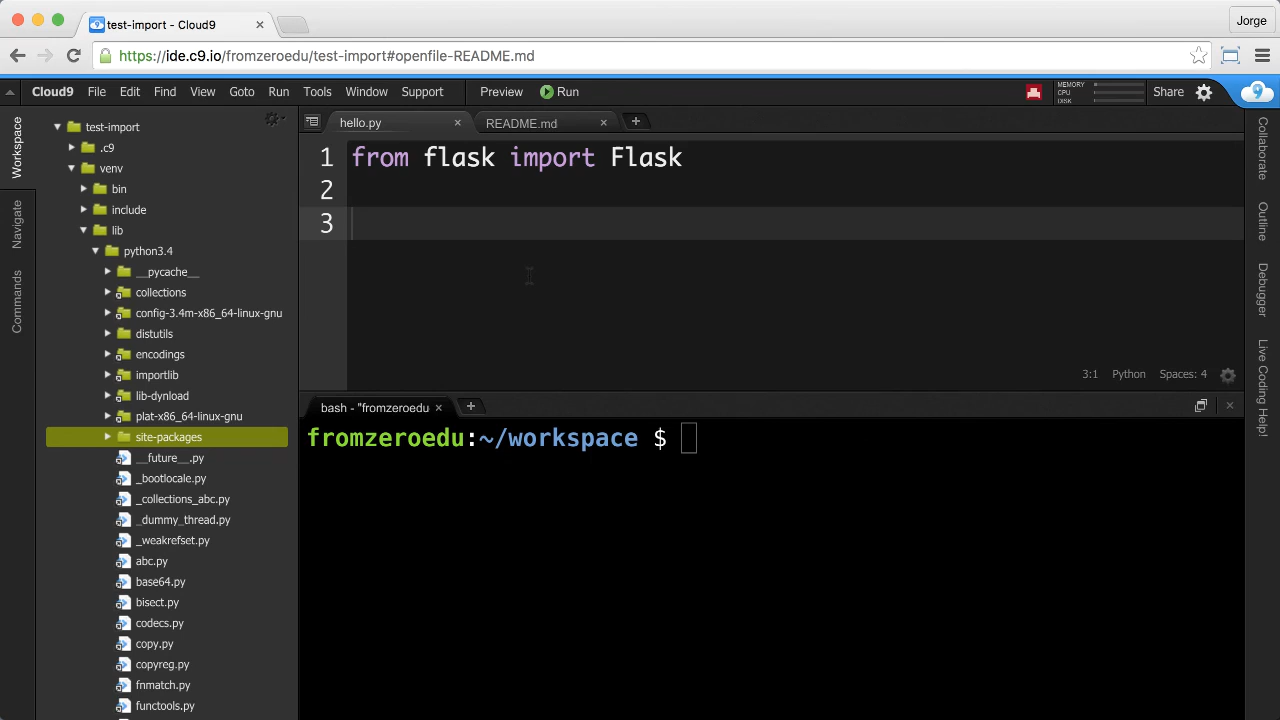 test-import - Cloud9
Jorge
https://ide.c9.io/fromzeroedu/test-import#openfile-README.md
Cloud9 File Edit Find View Goto Run Tools Window Support Preview Run MEMORY CPU DISK Share
Workspace
Navigate
Commands
test-import
.c9
venv
bin
include
lib
python3.4
__pycache__
collections
config-3.4m-x86_64-linux-gnu
distutils
encodings
importlib
lib-dynload
plat-x86_64-linux-gnu
site-packages
__future__.py
_bootlocale.py
_collections_abc.py
_dummy_thread.py
_weakrefset.py
abc.py
base64.py
bisect.py
codecs.py
copy.py
copyreg.py
fnmatch.py
functools.py
hello.py README.md
1 from flask import Flask
2
3
3:1 Python Spaces: 4
bash - "fromzeroedu
fromzeroedu:~/workspace $
Collaborate
Outline
Debugger
Live Coding Help!